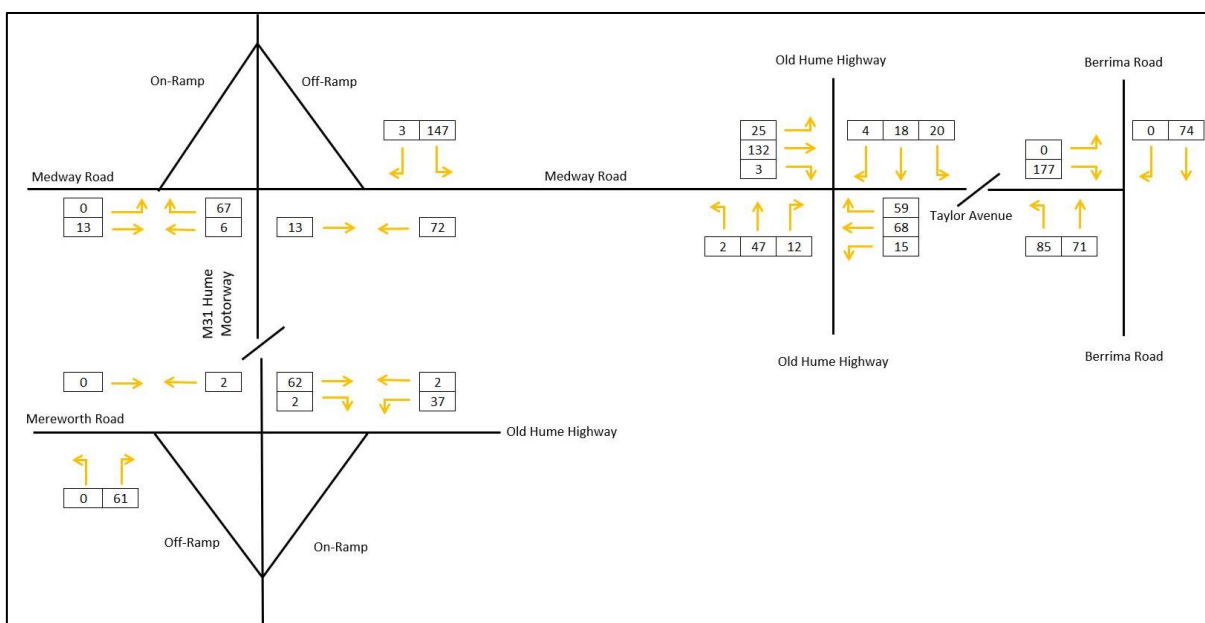 Old Hume Highway
Berrima Road
On-Ramp
Off-Ramp
3 147
25
132
3
4 18 20
0
177
0 74
Medway Road
Medway Road
Taylor Avenue
0
13
67
6
13
72
2 47 12
59
68
15
85 71
M31 Hume
Motorway
Old Hume Highway
Berrima Road
0
2
62
2
2
37
Mereworth Road
Old Hume Highway
0 61
Off-Ramp
On-Ramp